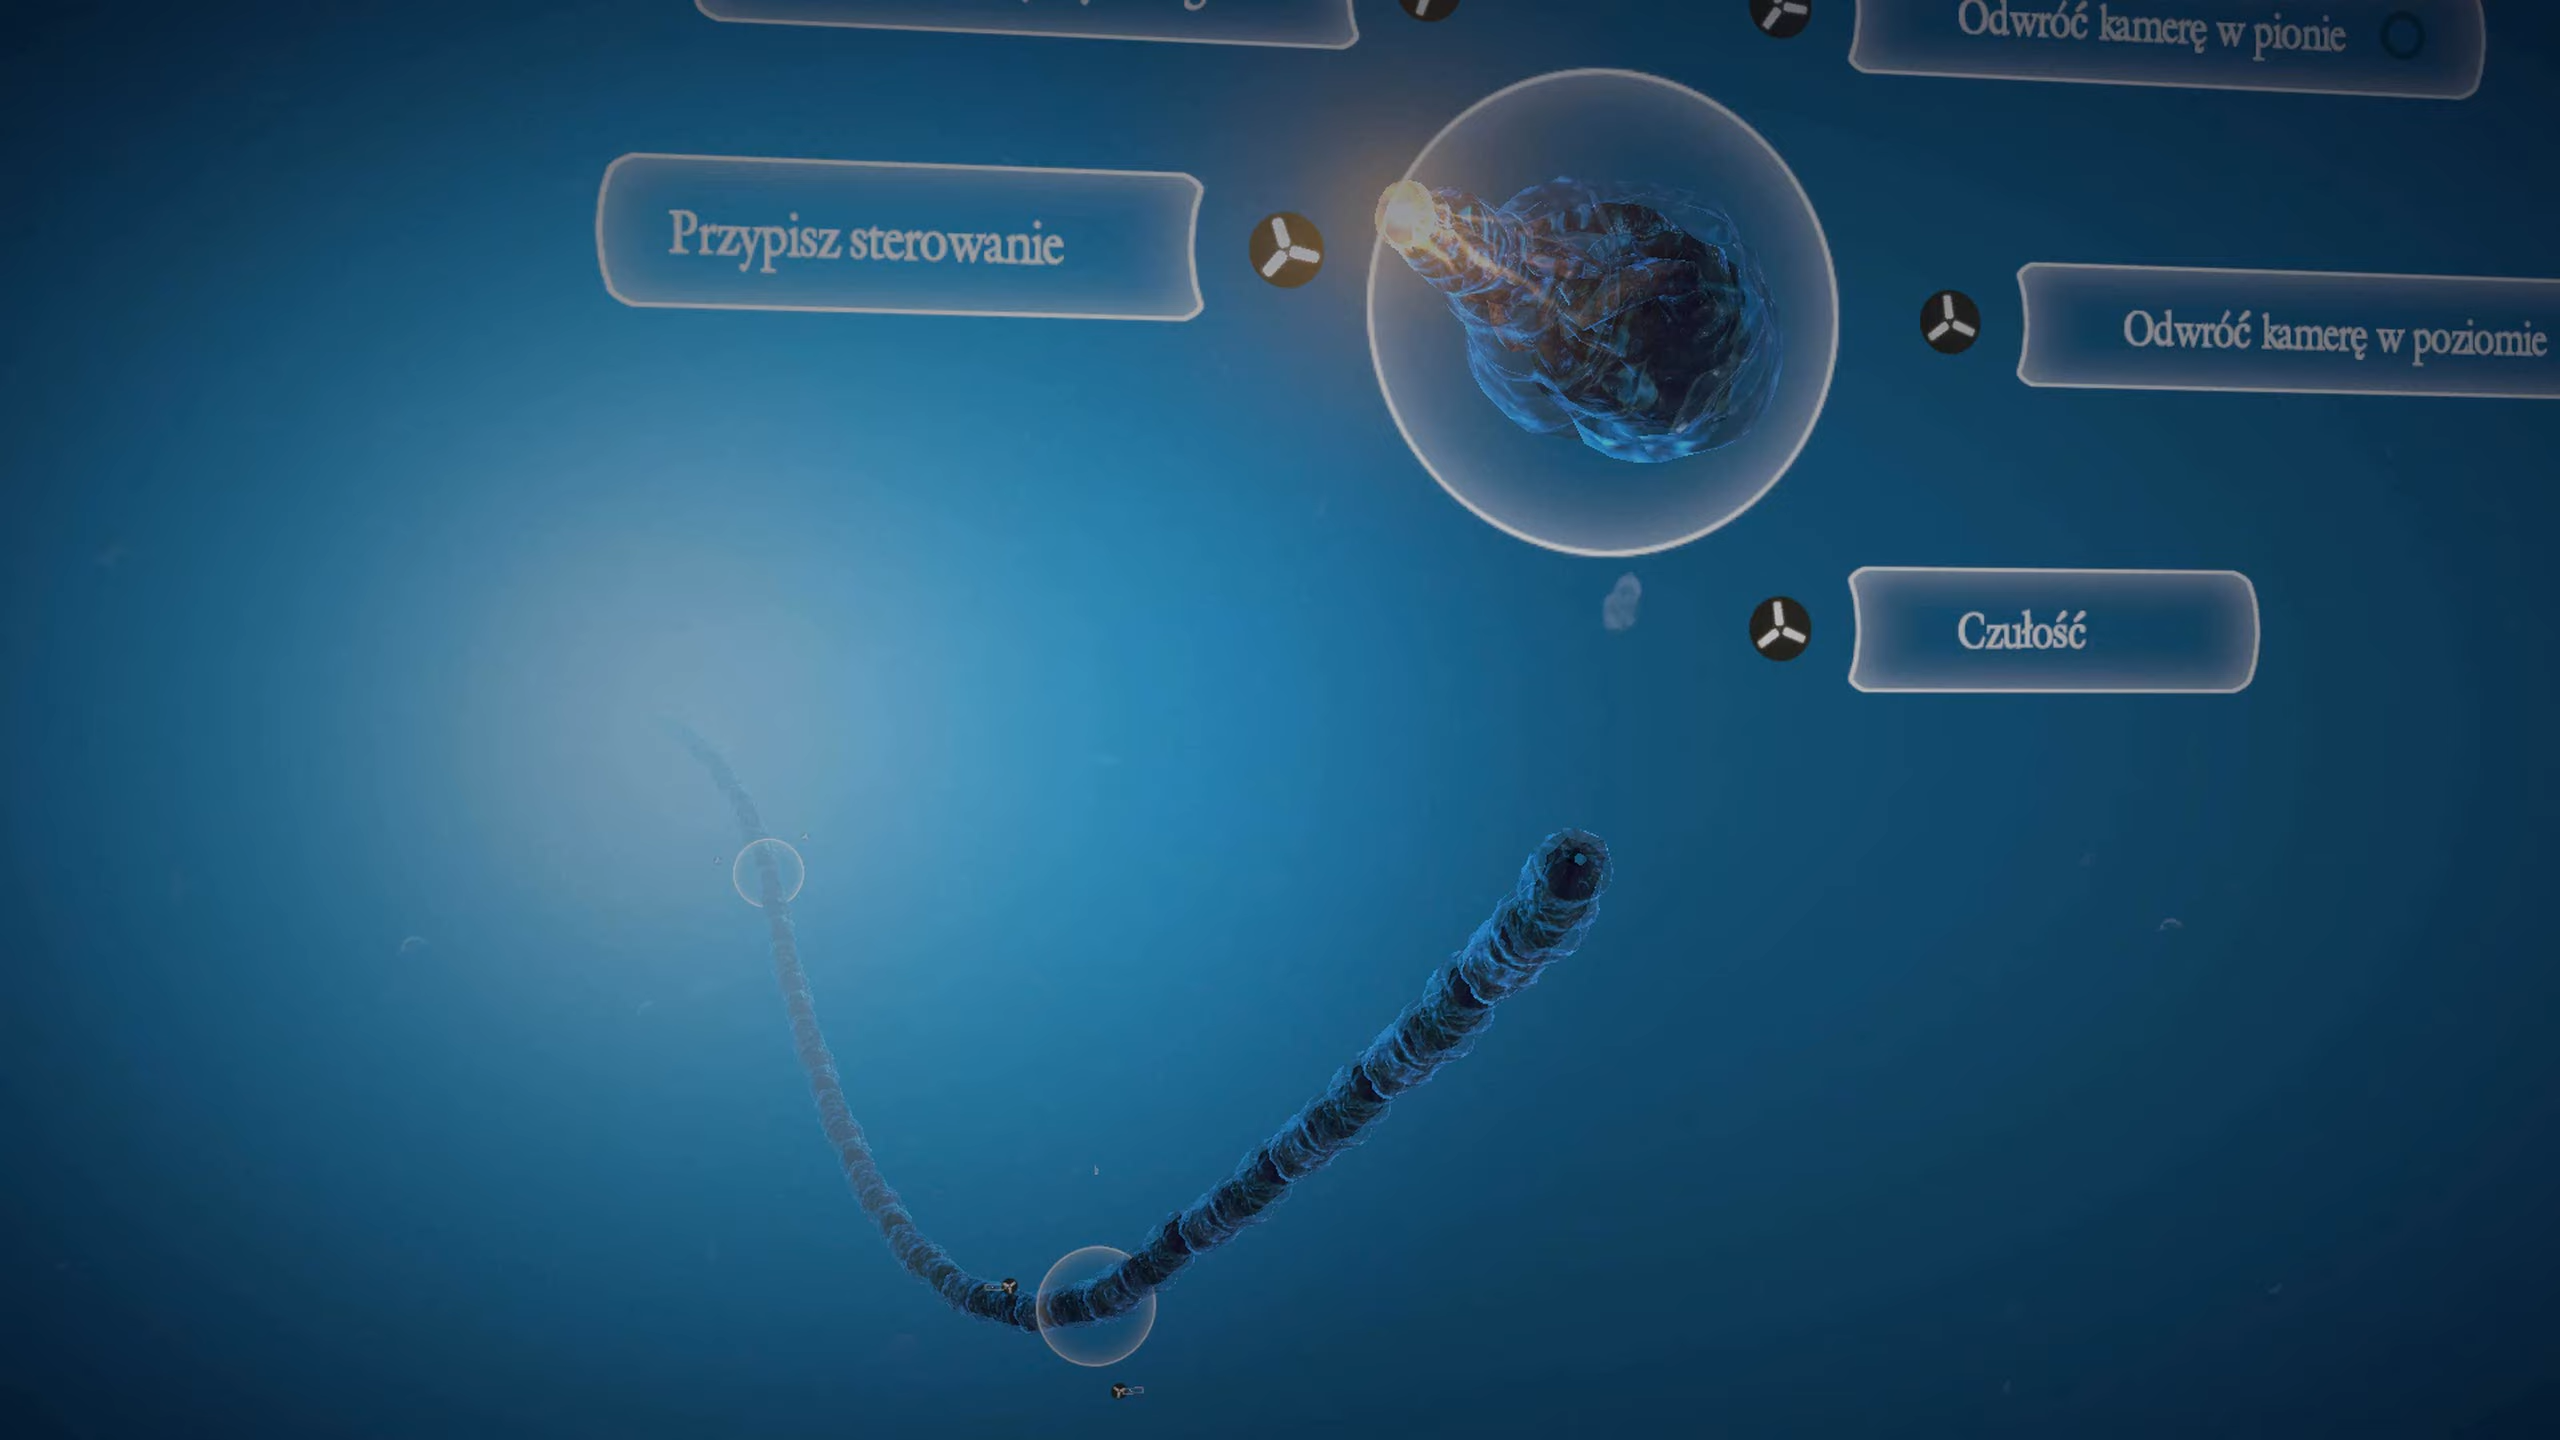 Odwróć kamerę w pionie
Przypisz sterowanie
Odwróć kamerę w poziomie
Czułość